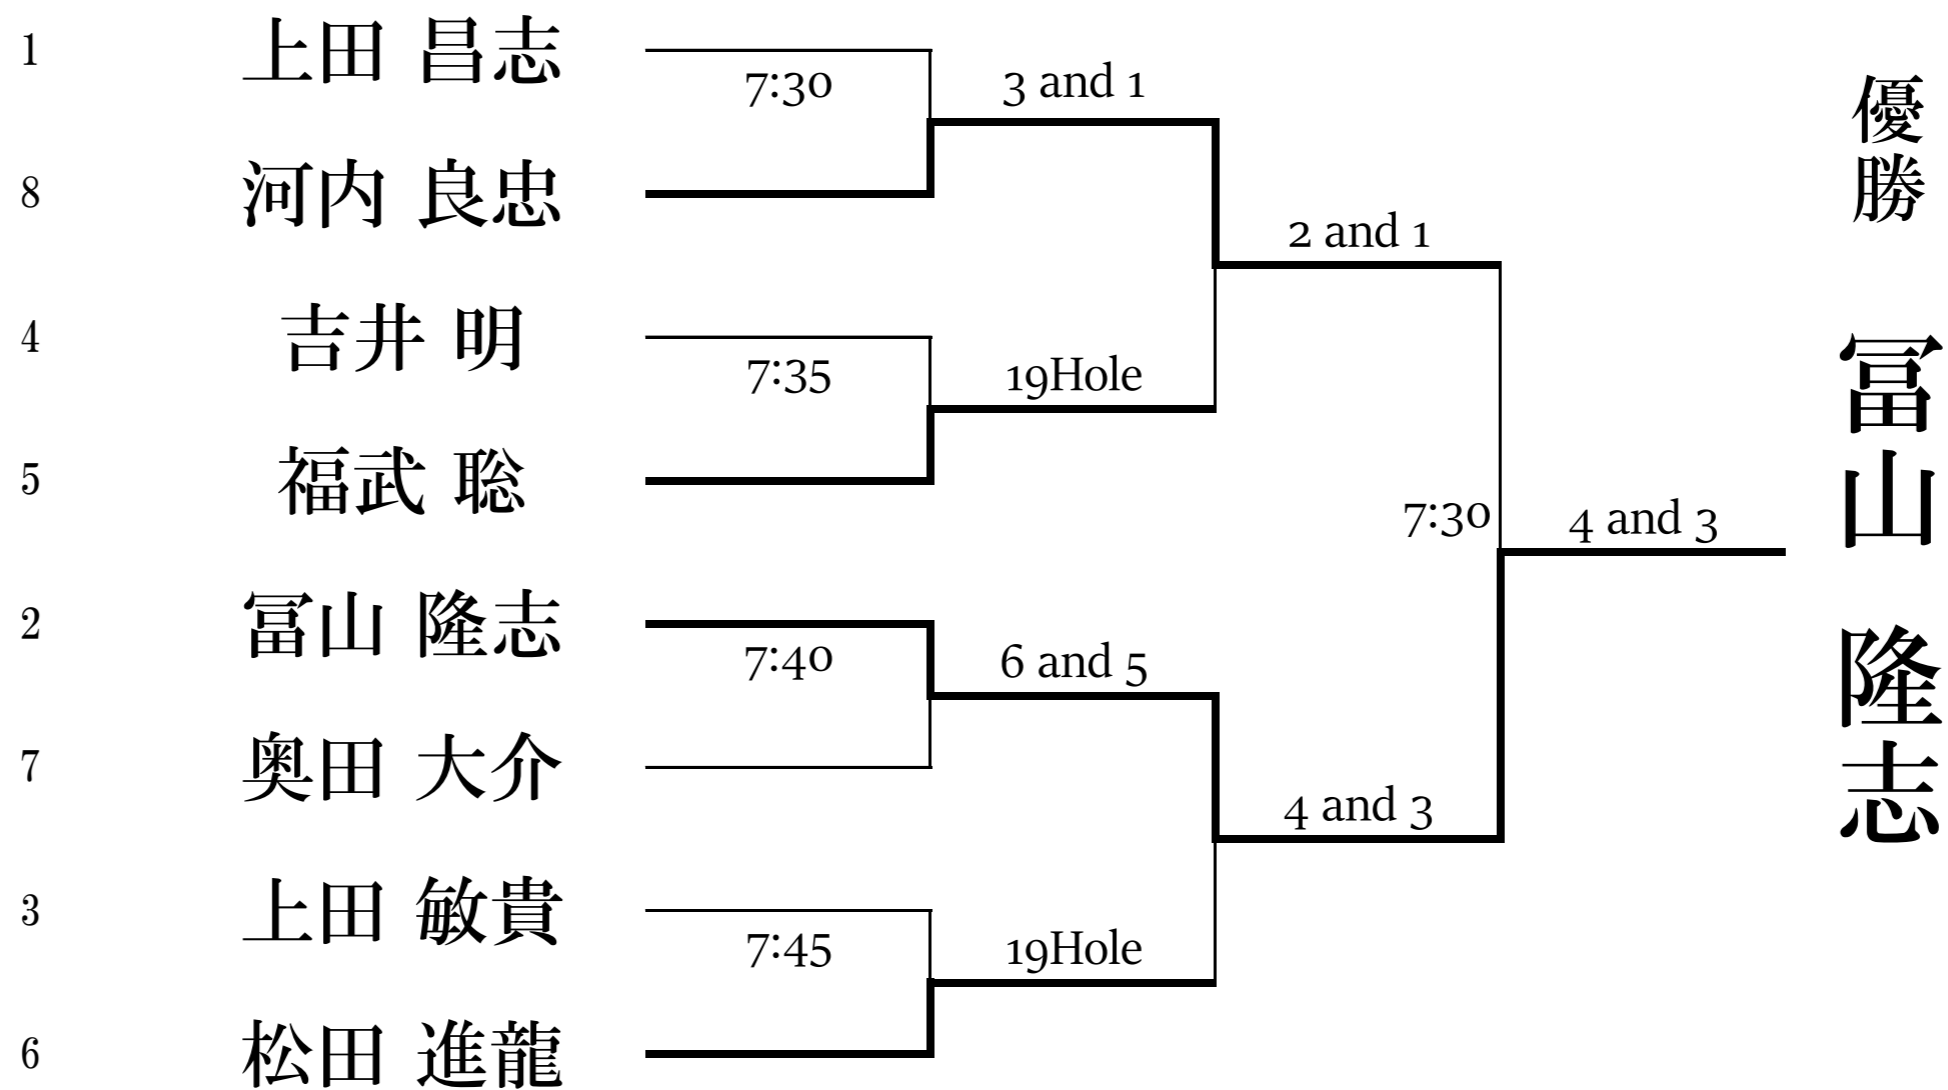 1 上田 昌志
7:30
3 and 1
8 河内 良忠
2 and 1
4 吉井 明
7:35
19Hole
5 福武 聡
7:30
4 and 3
2 冨山 隆志
7:40
6 and 5
7 奥田 大介
4 and 3
3 上田 敏貴
7:45
19Hole
6 松田 進龍
優勝 冨山 隆志